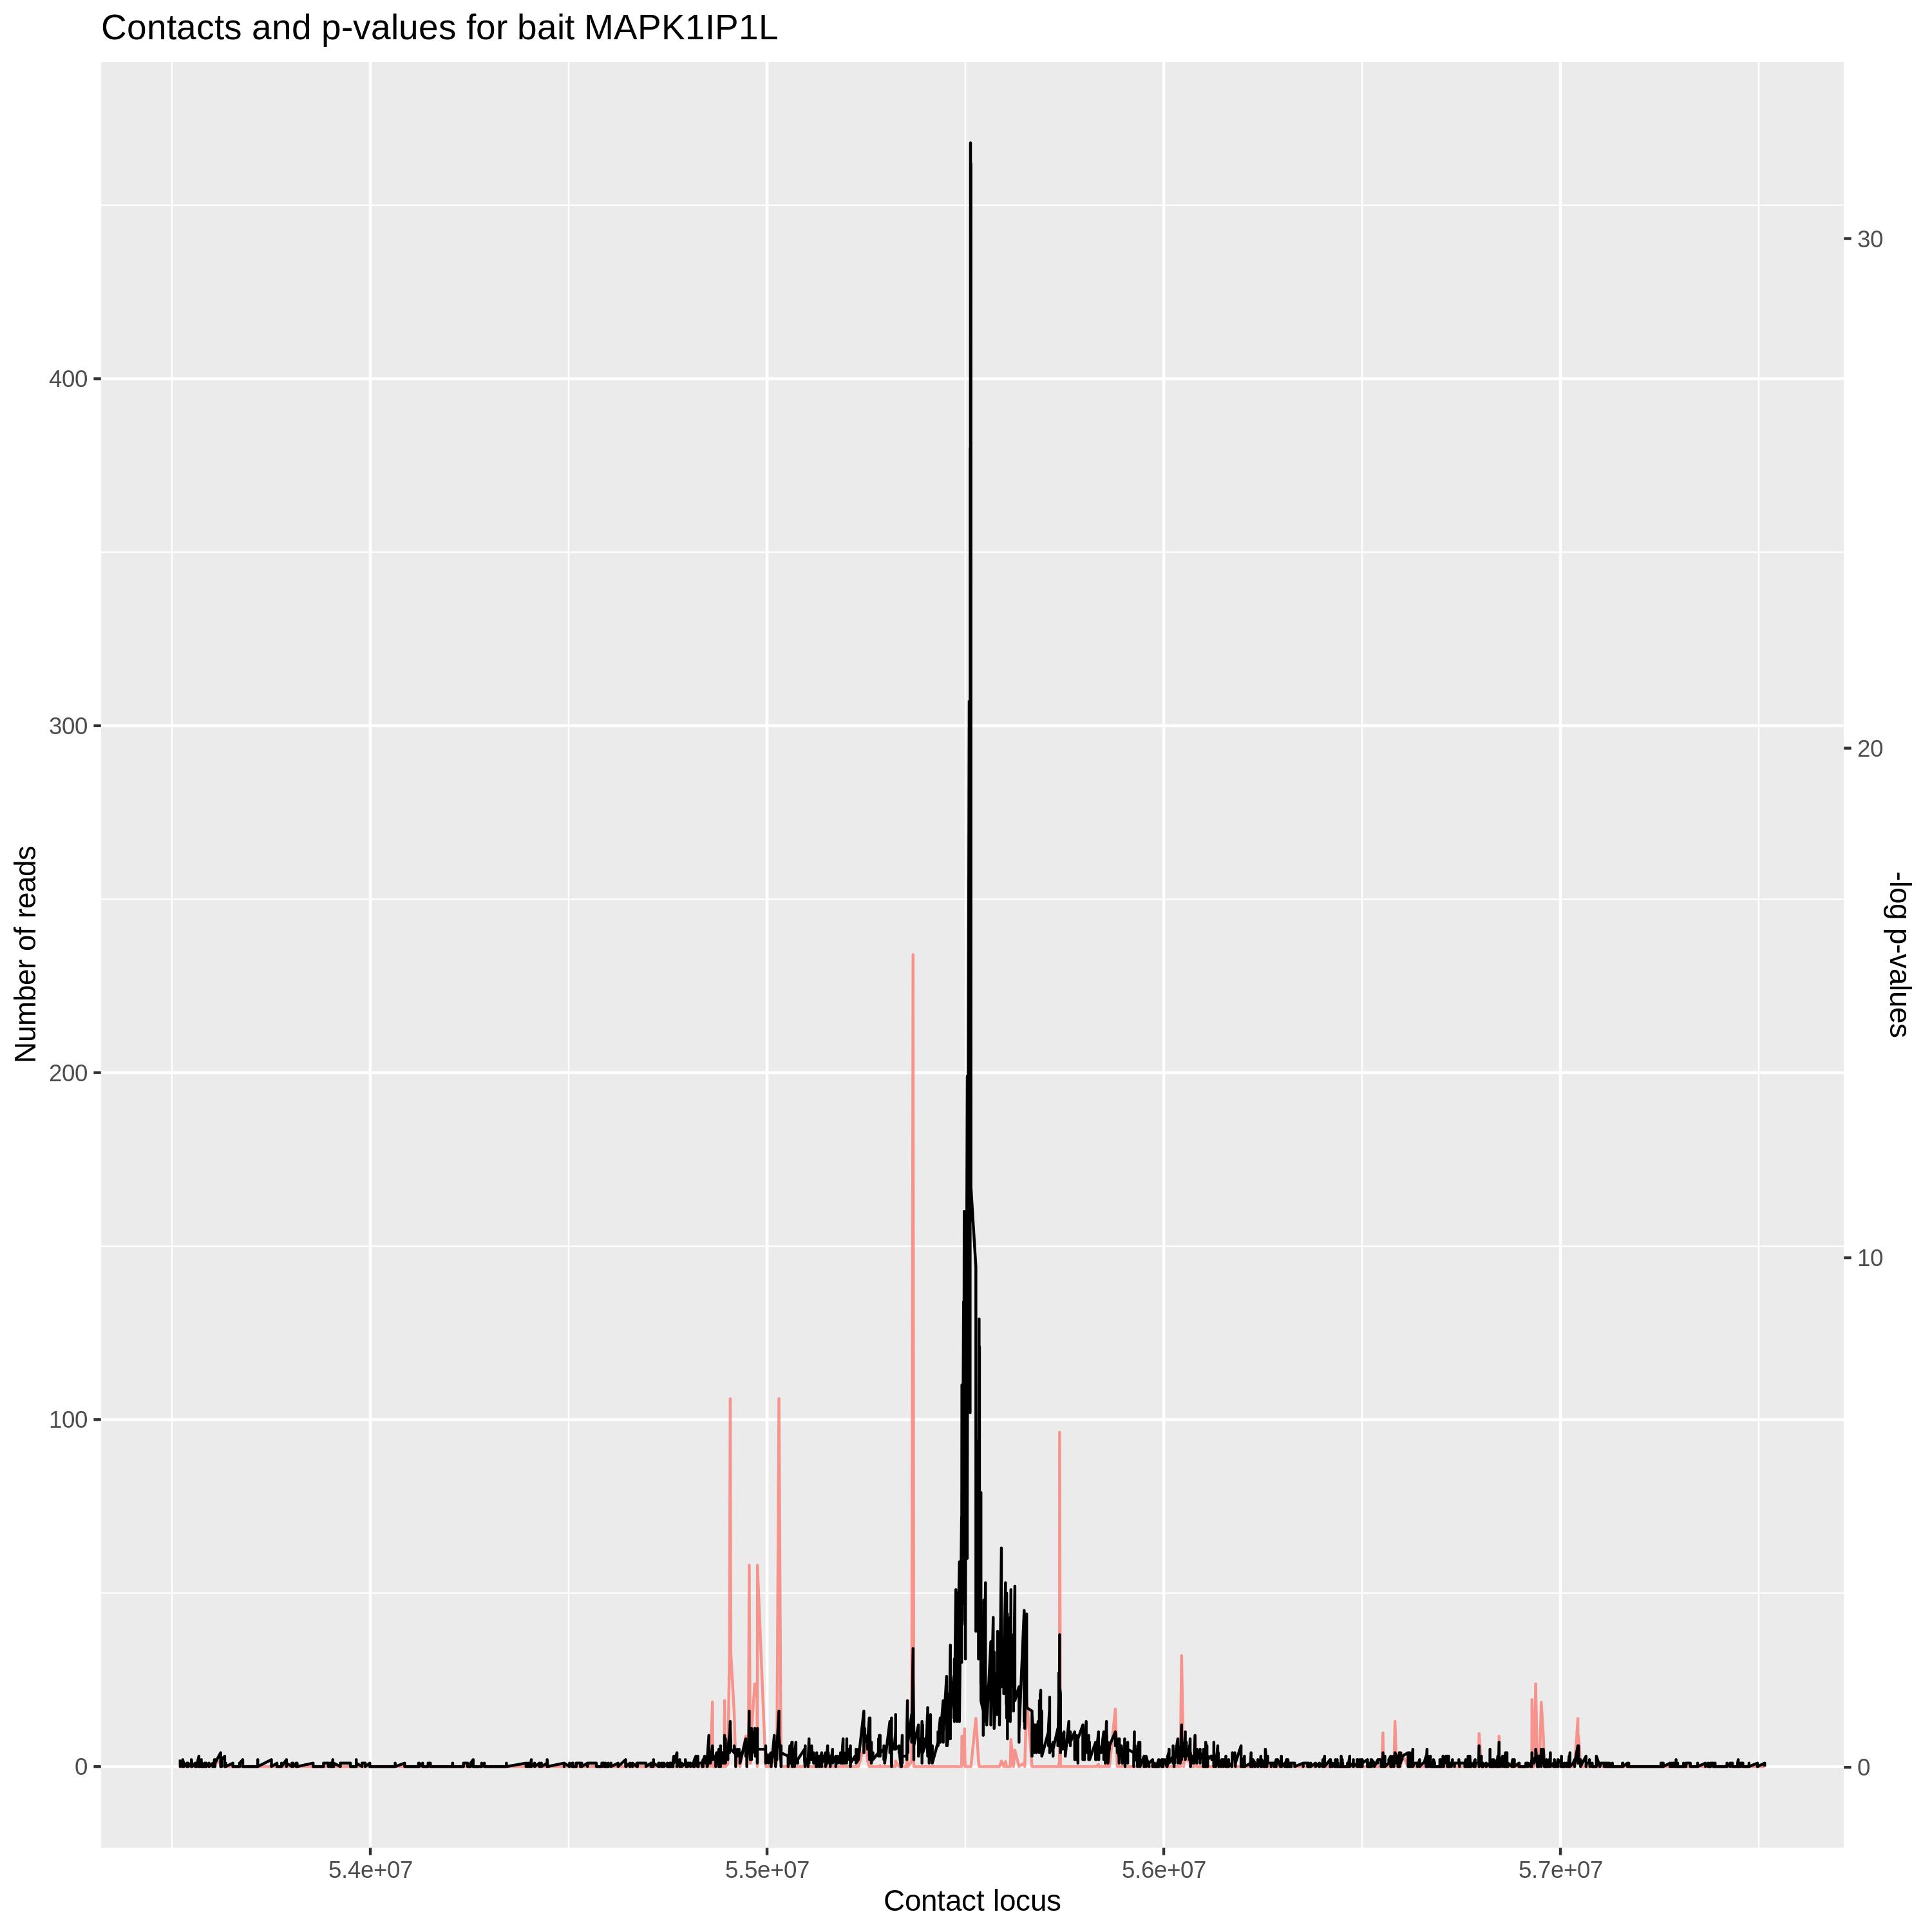 Contacts and p-values for bait MAPK1IP1L
400
300
200
100
0
Number of reads
30
20
10
0
-log p-values
5.4e+07
5.5e+07
5.6e+07
5.7e+07
Contact locus